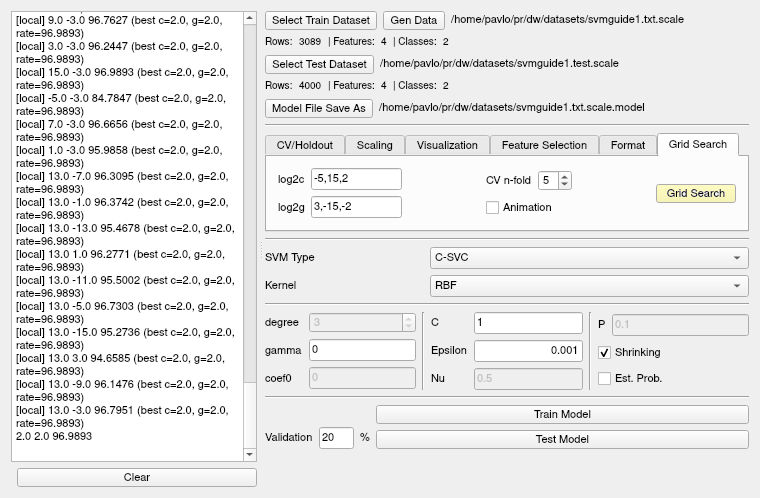 [local] 9.0 -3.0 96.7627 (best c=2.0, g=2.0,
rate=96.9893)
[local] 3.0 -3.0 96.2447 (best c=2.0, g=2.0,
rate=96.9893)
[local] 15.0 -3.0 96.9893 (best c=2.0, g=2.0,
rate=96.9893)
[local] -5.0 -3.0 84.7847 (best c=2.0, g=2.0,
rate=96.9893)
[local] 7.0 -3.0 96.6656 (best c=2.0, g=2.0,
rate=96.9893)
[local] 1.0 -3.0 95.9858 (best c=2.0, g=2.0,
rate=96.9893)
[local] 13.0 -7.0 96.3095 (best c=2.0, g=2.0,
rate=96.9893)
[local] 13.0 -1.0 96.3742 (best c=2.0, g=2.0,
rate=96.9893)
[local] 13.0 -13.0 95.4678 (best c=2.0, g=2.0,
rate=96.9893)
[local] 13.0 1.0 96.2771 (best c=2.0, g=2.0,
rate=96.9893)
[local] 13.0 -11.0 95.5002 (best c=2.0, g=2.0,
rate=96.9893)
[local] 13.0 -5.0 96.7303 (best c=2.0, g=2.0,
rate=96.9893)
[local] 13.0 -15.0 95.2736 (best c=2.0, g=2.0,
rate=96.9893)
[local] 13.0 3.0 94.6585 (best c=2.0, g=2.0,
rate=96.9893)
[local] 13.0 -9.0 96.1476 (best c=2.0, g=2.0,
rate=96.9893)
[local] 13.0 -3.0 96.7951 (best c=2.0, g=2.0,
rate=96.9893)
2.0 2.0 96.9893
Clear
Select Train Dataset Gen Data /home/pavlo/pr/dw/datasets/svmguide1.txt.scale
Rows: 3089 | Features: 4 | Classes: 2
Select Test Dataset /home/pavlo/pr/dw/datasets/svmguide1.test.scale
Rows: 4000 | Features: 4 | Classes: 2
Model File Save As /home/pavlo/pr/dw/datasets/svmguide1.txt.scale.model
CV/Holdout Scaling Visualization Feature Selection Format Grid Search
log2c -5,15,2 CV n-fold 5
Grid Search
log2g 3,-15,-2 Animation
SVM Type C-SVC
Kernel RBF
degree 3 C 1 P 0.1
gamma 0 Epsilon 0.001 Shrinking
coef0 0 Nu 0.5 Est. Prob.
Train Model
Validation 20 %
Test Model